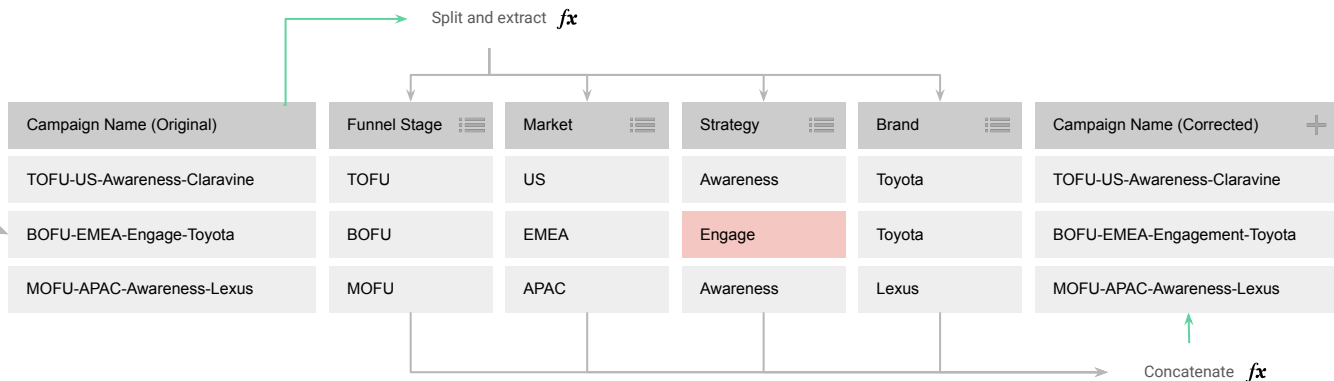 Split and extract fx
Campaign Name (Original) Funnel Stage Market Strategy Brand Campaign Name (Corrected)
TOFU-US-Awareness-Claravine TOFU US Awareness Toyota TOFU-US-Awareness-Claravine
BOFU-EMEA-Engage-Toyota BOFU EMEA Engage Toyota BOFU-EMEA-Engagement-Toyota
MOFU-APAC-Awareness-Lexus MOFU APAC Awareness Lexus MOFU-APAC-Awareness-Lexus
Concatenate fx